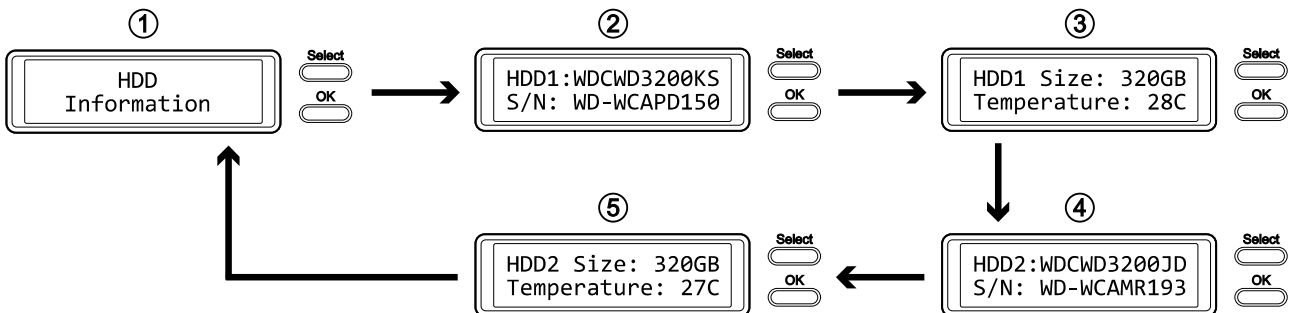 ①
HDD
Information
Select
OK
②
HDD1:WDCWD3200KS
S/N: WD-WCAPD150
Select
OK
③
HDD1 Size: 320GB
Temperature: 28C
Select
OK
④
HDD2:WDCWD3200JD
S/N: WD-WCAMR193
Select
OK
⑤
HDD2 Size: 320GB
Temperature: 27C
Select
OK